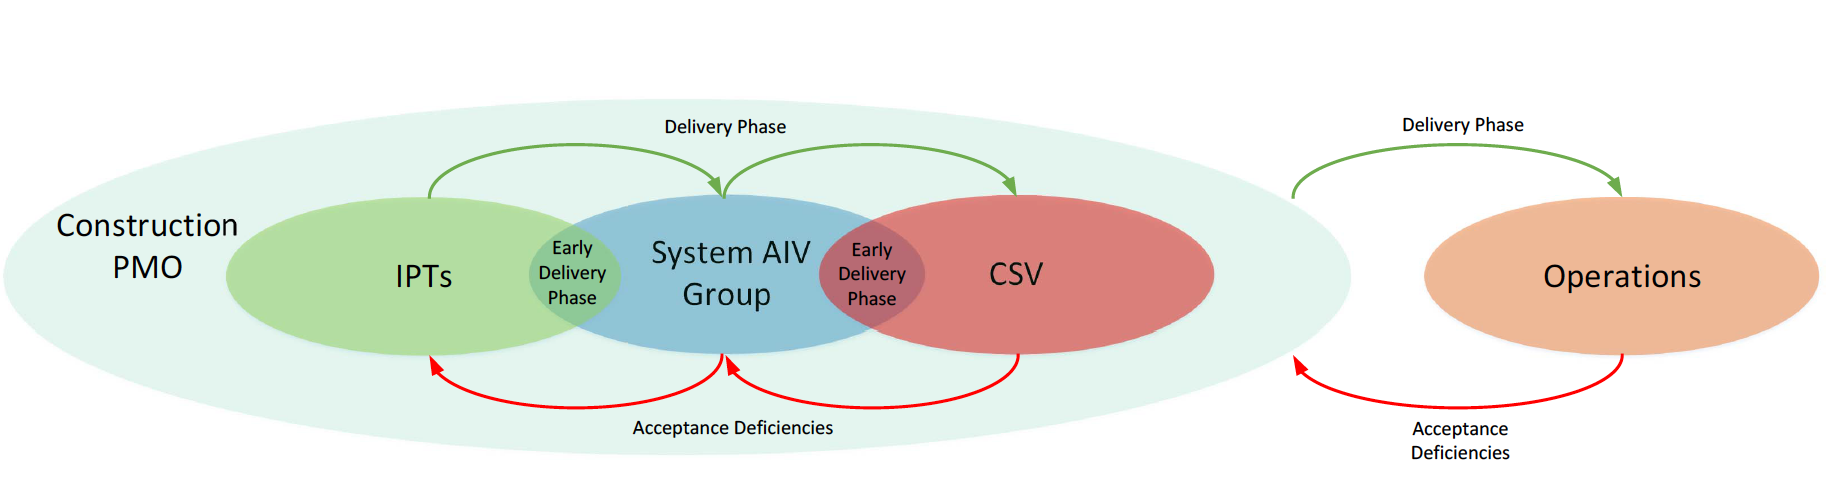 Delivery Phase
Delivery Phase
Construction
PMO
IPTs
Early
Delivery
Phase
System AIV
Group
Early
Delivery
Phase
CSV
Operations
Acceptance Deficiencies
Acceptance
Deficiencies